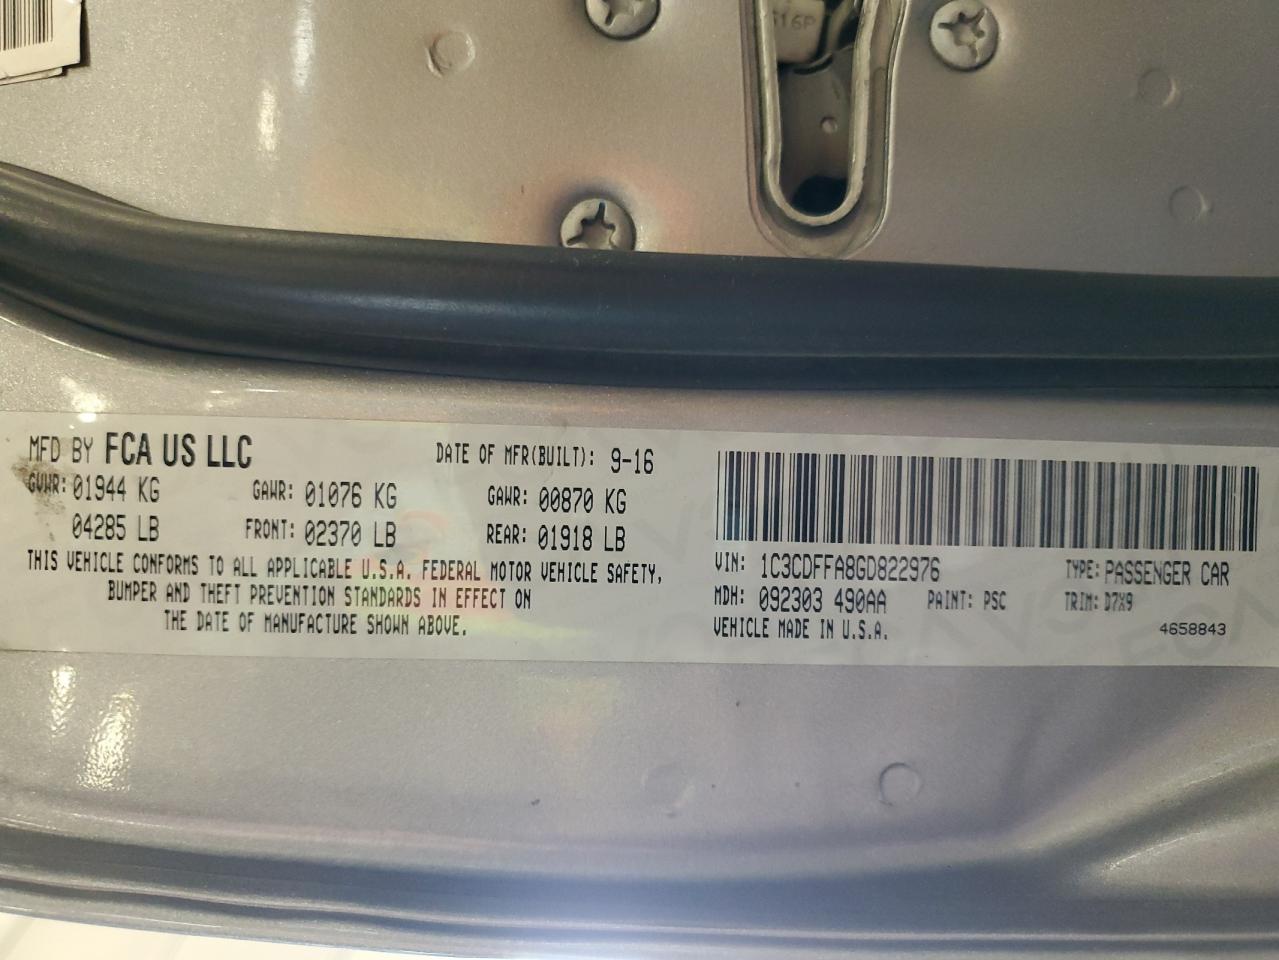 S16P
MFD BY FCA US LLC DATE OF MFR(BUILT): 9-16
GVWR: 01944 KG GAWR: 01076 KG GAWR: 00870 KG
04285 LB FRONT: 02370 LB REAR: 01918 LB
THIS VEHICLE CONFORMS TO ALL APPLICABLE U.S.A. FEDERAL MOTOR VEHICLE SAFETY,
BUMPER AND THEFT PREVENTION STANDARDS IN EFFECT ON
THE DATE OF MANUFACTURE SHOWN ABOVE.
VIN: 1C3CDFFA8GD822976 TYPE: PASSENGER CAR
MDH: 092303 490AA PAINT: PSC TRIM: D7X9
VEHICLE MADE IN U.S.A. 4658843